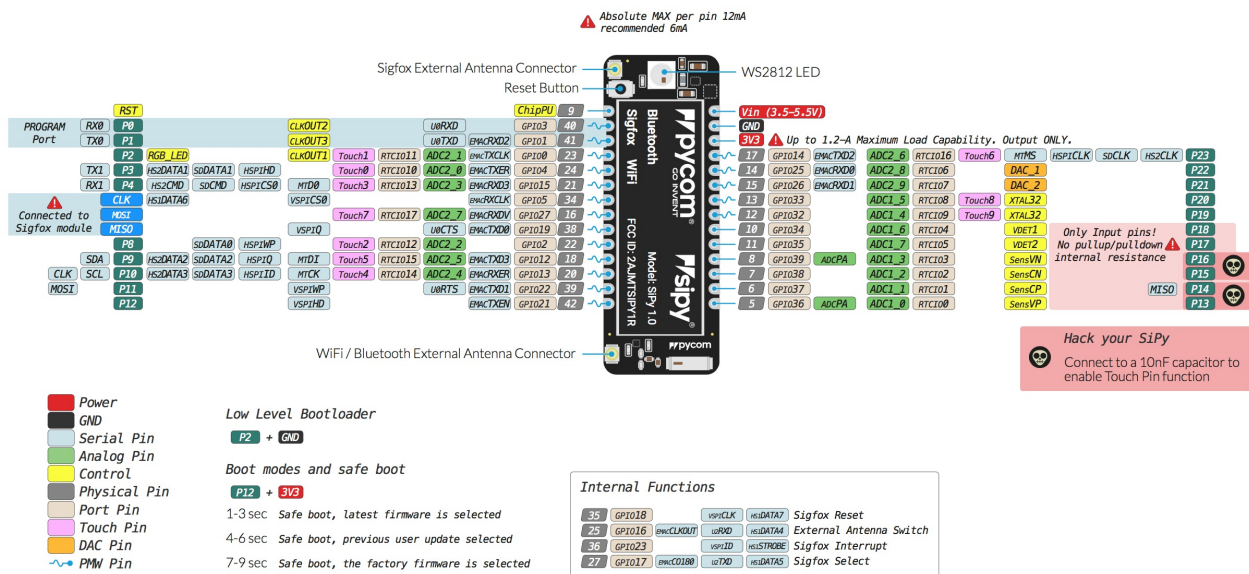 Absolute MAX per pin 12mA
recommended 6mA
Sigfox External Antenna Connector
WS2812 LED
Reset Button
RST ChipPU 9 Vin (3.5–5.5V)
PROGRAM Port
RX0 P0 CLKOUT2 U0RXD GPIO3 40 GND
TX0 P1 CLKOUT3 U0TXD EMACRXD2 GPIO1 41 3V3 Up to 1.2–A Maximum Load Capability. Output ONLY.
P2 RGB_LED CLKOUT1 Touch1 RTCIO11 ADC2_1 EMACTXCLK GPIO0 23 17 GPIO14 EMACTXD2 ADC2_6 RTCIO16 Touch6 MTMS HSPICLK SDCLK HS2CLK P23
TX1 P3 HS2DATA1 SDDATA1 HSPIHD Touch0 RTCIO10 ADC2_0 EMACTXER GPIO4 24 14 GPIO25 EMACRXD0 ADC2_8 RTCIO6 DAC_1 P22
RX1 P4 HS2CMD SDCMD HSPICS0 MTDO Touch3 RTCIO13 ADC2_3 EMACRXD3 GPIO15 21 15 GPIO26 EMACRXD1 ADC2_9 RTCIO7 DAC_2 P21
Connected to
Sigfox module
CLK HS1DATA6 VSPICS0 EMACRXCLK GPIO5 34 13 GPIO33 ADC1_5 RTCIO8 Touch8 XTAL32 P20
MOSI Touch7 RTCIO17 ADC2_7 EMACRXDV GPIO27 16 12 GPIO32 ADC1_4 RTCIO9 Touch9 XTAL32 P19
MISO VSPIQ U0CTS EMACTXD0 GPIO19 38 10 GPIO34 ADC1_6 RTCIO4 VDET1 P18
P8 SDDATA0 HSPIWP Touch2 RTCIO12 ADC2_2 GPIO2 22 11 GPIO35 ADC1_7 RTCIO5 VDET2 P17
SDA P9 HS2DATA2 SDDATA2 HSPIQ MTDI Touch5 RTCIO15 ADC2_5 EMACTXD3 GPIO12 18 8 GPIO39 ADCPA ADC1_3 RTCIO3 SensVN P16
CLK SCL P10 HS2DATA3 SDDATA3 HSPIID MTCK Touch4 RTCIO14 ADC2_4 EMACRXER GPIO13 20 7 GPIO38 ADC1_2 RTCIO2 SensCN P15
MOSI P11 VSPIWP U0RTS EMACTXD1 GPIO22 39 6 GPIO37 ADC1_1 RTCIO1 SensCP MISO P14
P12 VSPIHD EMACTXEN GPIO21 42 5 GPIO36 ADCPA ADC1_0 RTCIO0 SensVP P13
Only Input pins!
No pullup/pulldown
internal resistance
Bluetooth
Sigfox WiFi
pycom
GO INVENT
FCC ID: 2AJMTSIPY1R
Model: SiPy 1.0
sipy
pycom
WiFi / Bluetooth External Antenna Connector
Hack your SiPy
Connect to a 10nF capacitor to
enable Touch Pin function
Power
GND
Serial Pin
Analog Pin
Control
Physical Pin
Port Pin
Touch Pin
DAC Pin
PMW Pin
Low Level Bootloader
P2 + GND
Boot modes and safe boot
P12 + 3V3
1-3 sec Safe boot, latest firmware is selected
4-6 sec Safe boot, previous user update selected
7-9 sec Safe boot, the factory firmware is selected
Internal Functions
35 GPIO18 VSPICLK HS1DATA7 Sigfox Reset
25 GPIO16 EMACCLKOUT U2RXD HS1DATA4 External Antenna Switch
36 GPIO23 VSPIID HS1STROBE Sigfox Interrupt
27 GPIO17 EMACCO180 U2TXD HS1DATA5 Sigfox Select